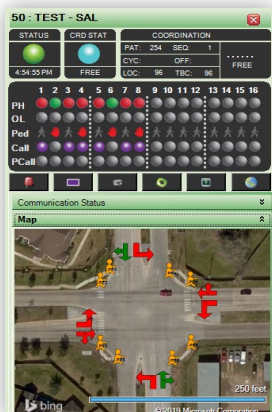 50 : TEST - SAL
STATUS
CRD STAT
COORDINATION
PAT: 254 SEQ: 1
CYC: OFF:
LOC: 96 TBC: 96
......
FREE
4:54:55 PM
FREE
1 2 3 4 5 6 7 8 9 10 11 12 13 14 15 16
PH
OL
Ped
Call
PCall
Communication Status
Map
250 feet
bing
© 2019 Microsoft Corporation